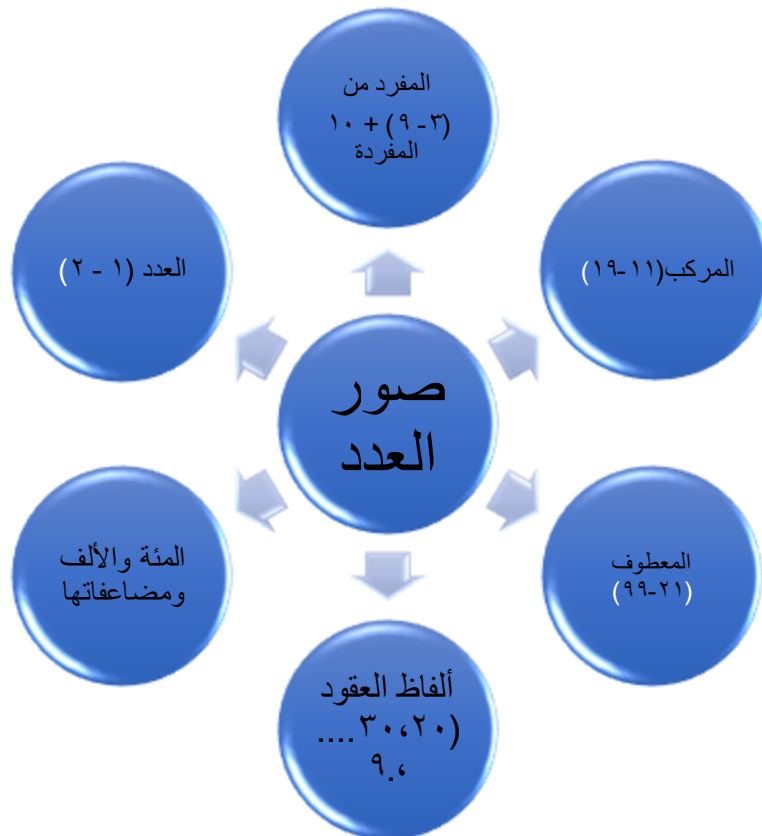 المفرد من
(٣- ٩) + ١٠
المفردة
المركب(١١-١٩)
المعطوف
(٢١-٩٩)
ألفاظ العقود
(٢٠،٣٠....
،.٩
المئة والألف
ومضاعفاتها
العدد (١ - ٢)
صور
العدد